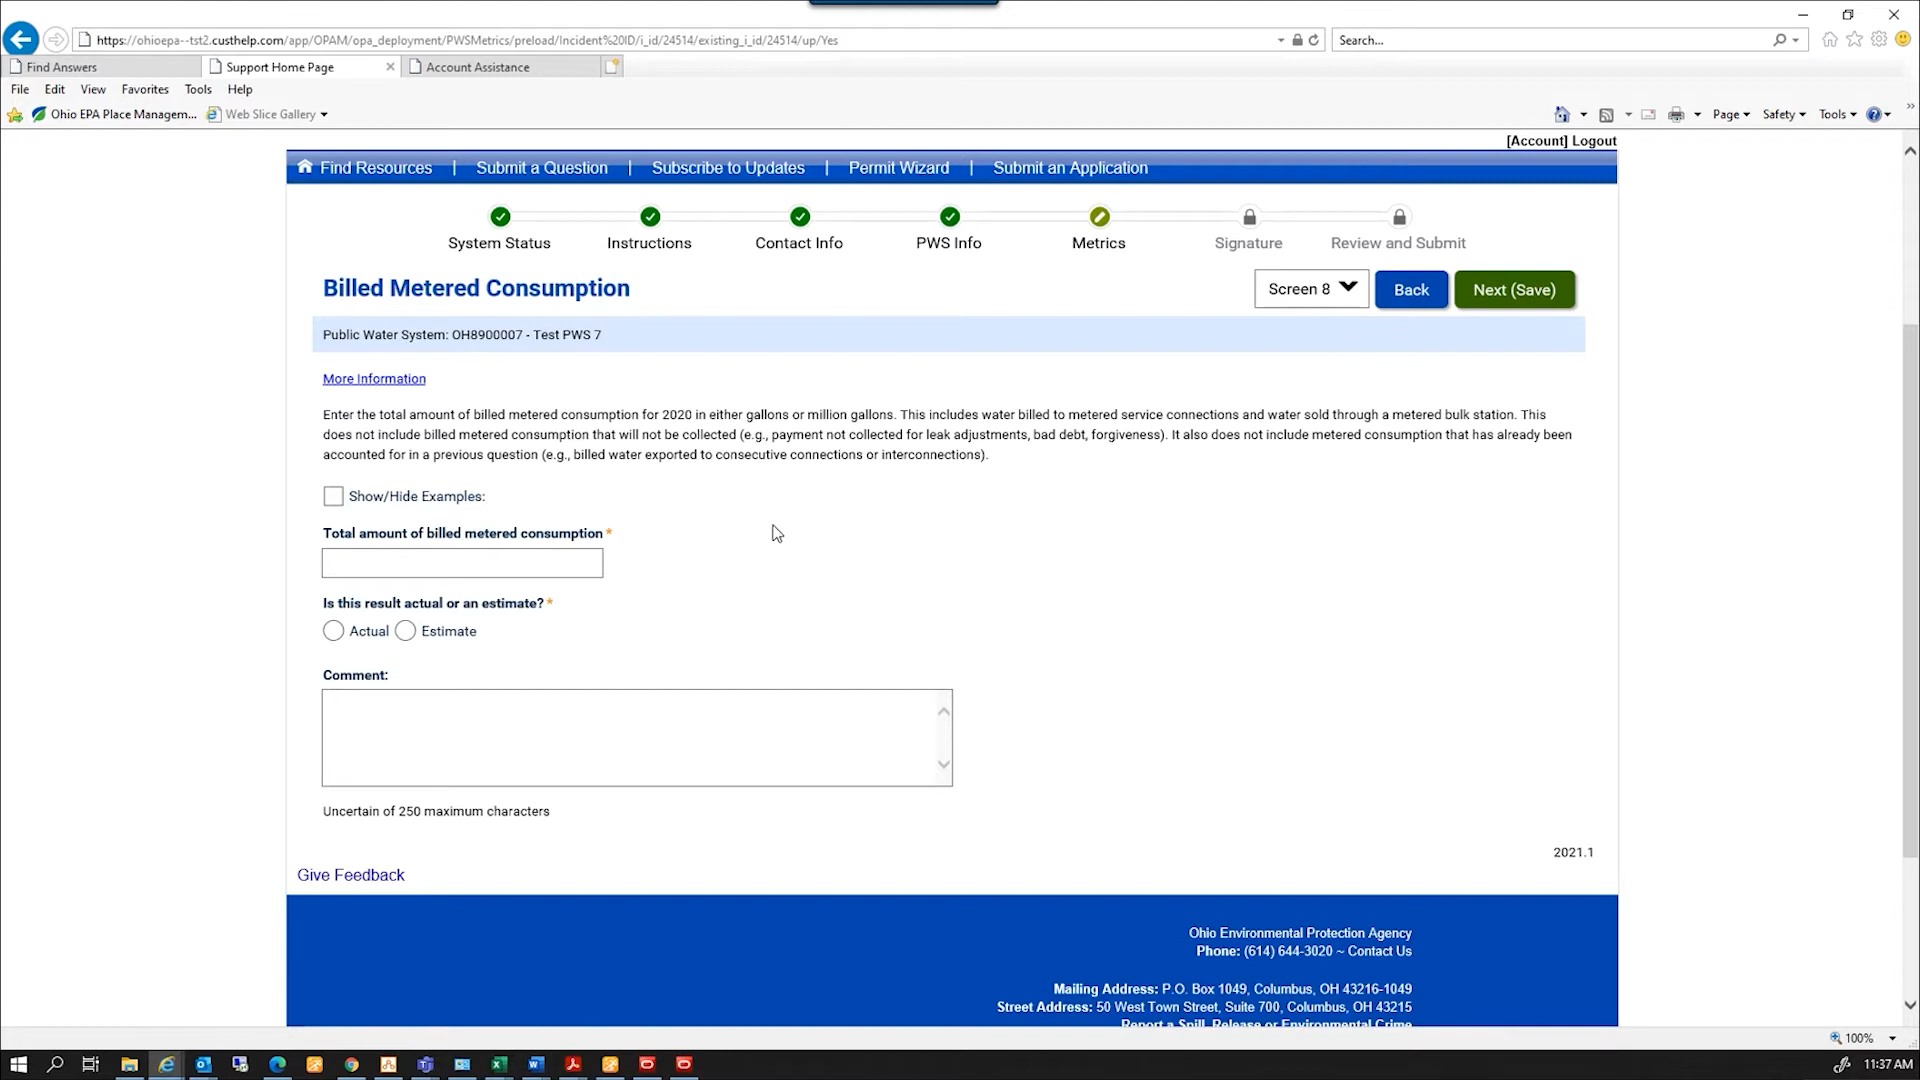 https://ohioepa--tst2.custhelp.com/app/OPAM/opa_deployment/PWSMetrics/preload/Incident%20ID/i_id/24514/existing_i_id/24514/up/Yes
Search...
Find Answers
Support Home Page
Account Assistance
File Edit View Favorites Tools Help
Ohio EPA Place Managem...
Web Slice Gallery
Page Safety Tools
[Account] Logout
Find Resources | Submit a Question | Subscribe to Updates | Permit Wizard | Submit an Application
System Status
Instructions
Contact Info
PWS Info
Metrics
Signature
Review and Submit
Billed Metered Consumption
Screen 8
Back
Next (Save)
Public Water System: OH8900007 - Test PWS 7
More Information
Enter the total amount of billed metered consumption for 2020 in either gallons or million gallons. This includes water billed to metered service connections and water sold through a metered bulk station. This
does not include billed metered consumption that will not be collected (e.g., payment not collected for leak adjustments, bad debt, forgiveness). It also does not include metered consumption that has already been
accounted for in a previous question (e.g., billed water exported to consecutive connections or interconnections).
Show/Hide Examples:
Total amount of billed metered consumption *
Is this result actual or an estimate? *
Actual
Estimate
Comment:
Uncertain of 250 maximum characters
2021.1
Give Feedback
Ohio Environmental Protection Agency
Phone: (614) 644-3020 ~ Contact Us
Mailing Address: P.O. Box 1049, Columbus, OH 43216-1049
Street Address: 50 West Town Street, Suite 700, Columbus, OH 43215
Report a Spill, Release or Environmental Crime
100%
11:37 AM